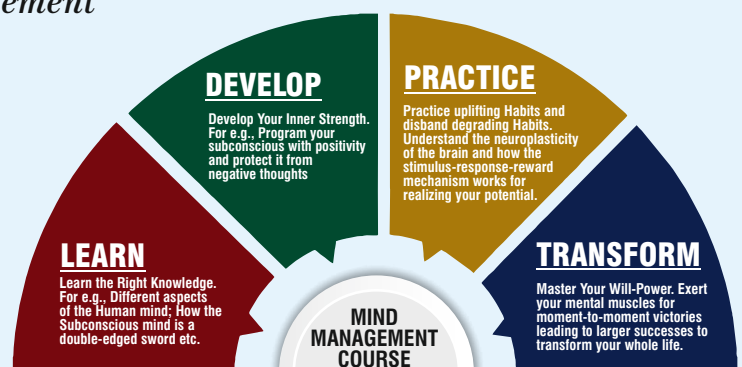 ement
DEVELOP
Develop Your Inner Strength.
For e.g., Program your
subconscious with positivity
and protect it from
negative thoughts
PRACTICE
Practice uplifting Habits and
disband degrading Habits.
Understand the neuroplasticity
of the brain and how the
stimulus-response-reward
mechanism works for
realizing your potential.
LEARN
Learn the Right Knowledge.
For e.g., Different aspects
of the Human mind; How the
Subconscious mind is a
double-edged sword etc.
TRANSFORM
Master Your Will-Power. Exert
your mental muscles for
moment-to-moment victories
leading to larger successes to
transform your whole life.
MIND
MANAGEMENT
COURSE